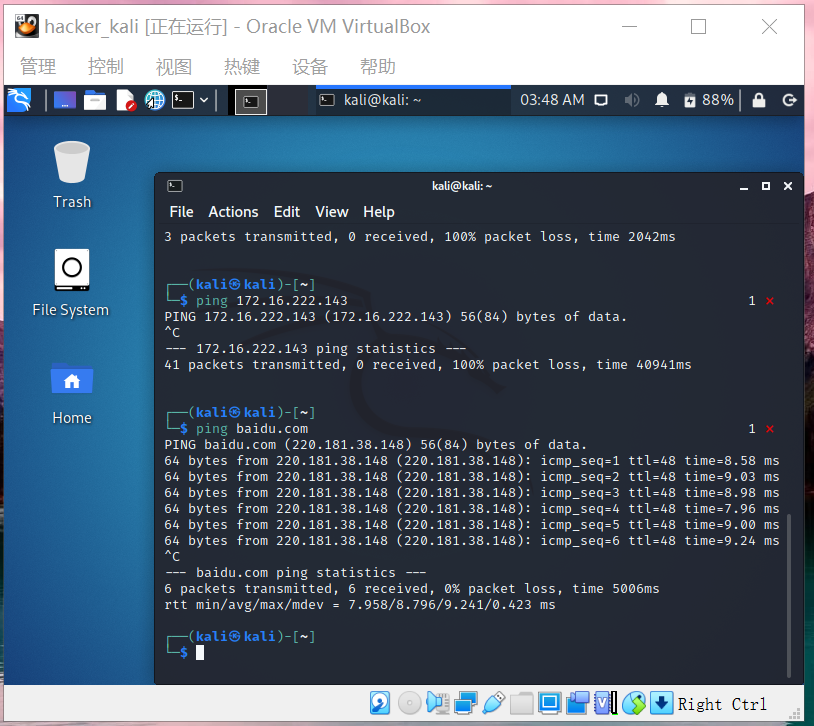 hacker_kali [正在运行] - Oracle VM VirtualBox
管理 控制 视图 热键 设备 帮助
kali@kali: ~ 03:48 AM 88%
Trash
File System
Home
kali@kali: ~
File Actions Edit View Help
3 packets transmitted, 0 received, 100% packet loss, time 2042ms
┌──(kali㉿kali)-[~]
└─$ ping 172.16.222.143 1 ⨯
PING 172.16.222.143 (172.16.222.143) 56(84) bytes of data.
^C
--- 172.16.222.143 ping statistics ---
41 packets transmitted, 0 received, 100% packet loss, time 40941ms
┌──(kali㉿kali)-[~]
└─$ ping baidu.com 1 ⨯
PING baidu.com (220.181.38.148) 56(84) bytes of data.
64 bytes from 220.181.38.148 (220.181.38.148): icmp_seq=1 ttl=48 time=8.58 ms
64 bytes from 220.181.38.148 (220.181.38.148): icmp_seq=2 ttl=48 time=9.03 ms
64 bytes from 220.181.38.148 (220.181.38.148): icmp_seq=3 ttl=48 time=8.98 ms
64 bytes from 220.181.38.148 (220.181.38.148): icmp_seq=4 ttl=48 time=7.96 ms
64 bytes from 220.181.38.148 (220.181.38.148): icmp_seq=5 ttl=48 time=9.00 ms
64 bytes from 220.181.38.148 (220.181.38.148): icmp_seq=6 ttl=48 time=9.24 ms
^C
--- baidu.com ping statistics ---
6 packets transmitted, 6 received, 0% packet loss, time 5006ms
rtt min/avg/max/mdev = 7.958/8.796/9.241/0.423 ms
┌──(kali㉿kali)-[~]
└─$
Right Ctrl